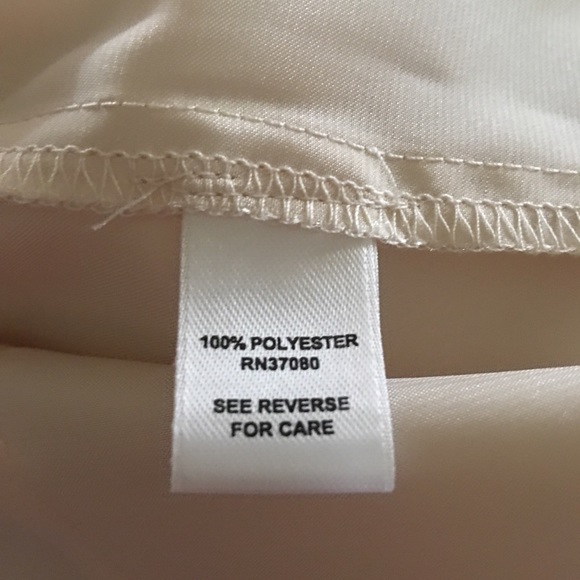 100% POLYESTER
RN37080
SEE REVERSE
FOR CARE